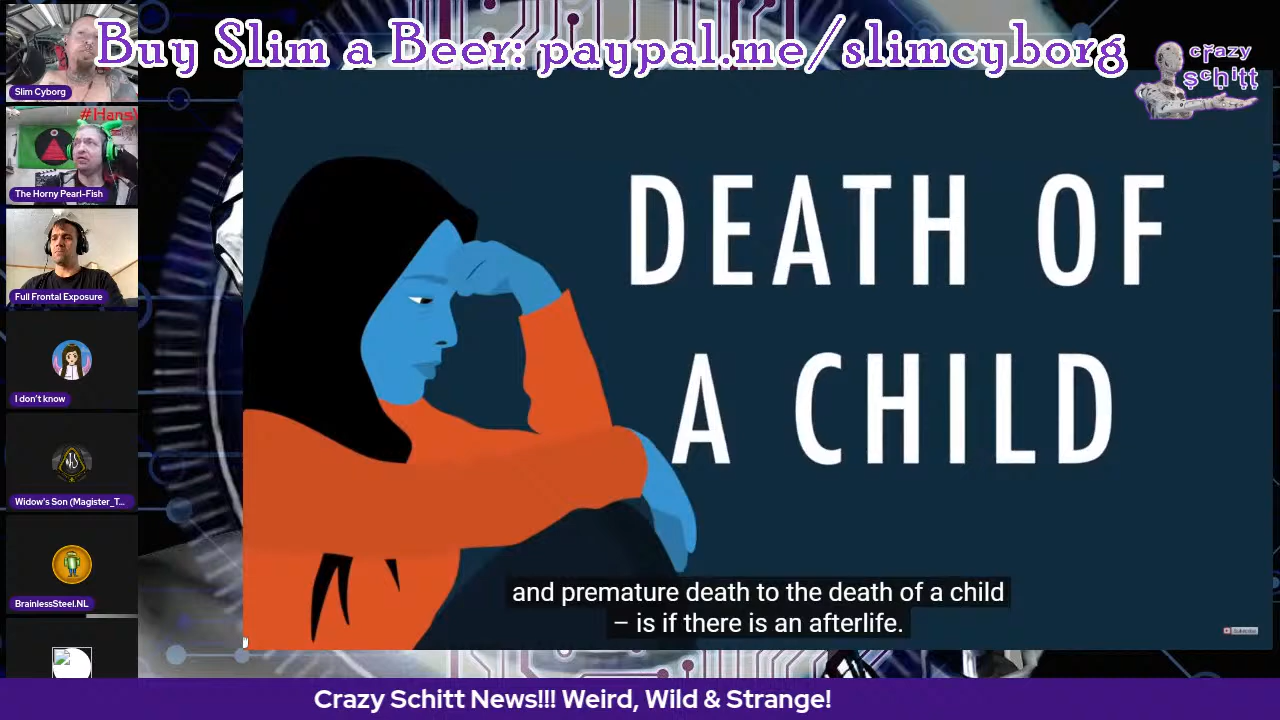 Buy Slim a Beer: paypal.me/slimcyborg
crazy
schitt
Slim Cyborg
#Hans
The Horny Pearl-Fish
Full Frontal Exposure
I don't know
Widow's Son (Magister_T...
BrainlessSteel.NL
DEATH OF
A CHILD
and premature death to the death of a child
– is if there is an afterlife.
Subscribe
Crazy Schitt News!!! Weird, Wild & Strange!